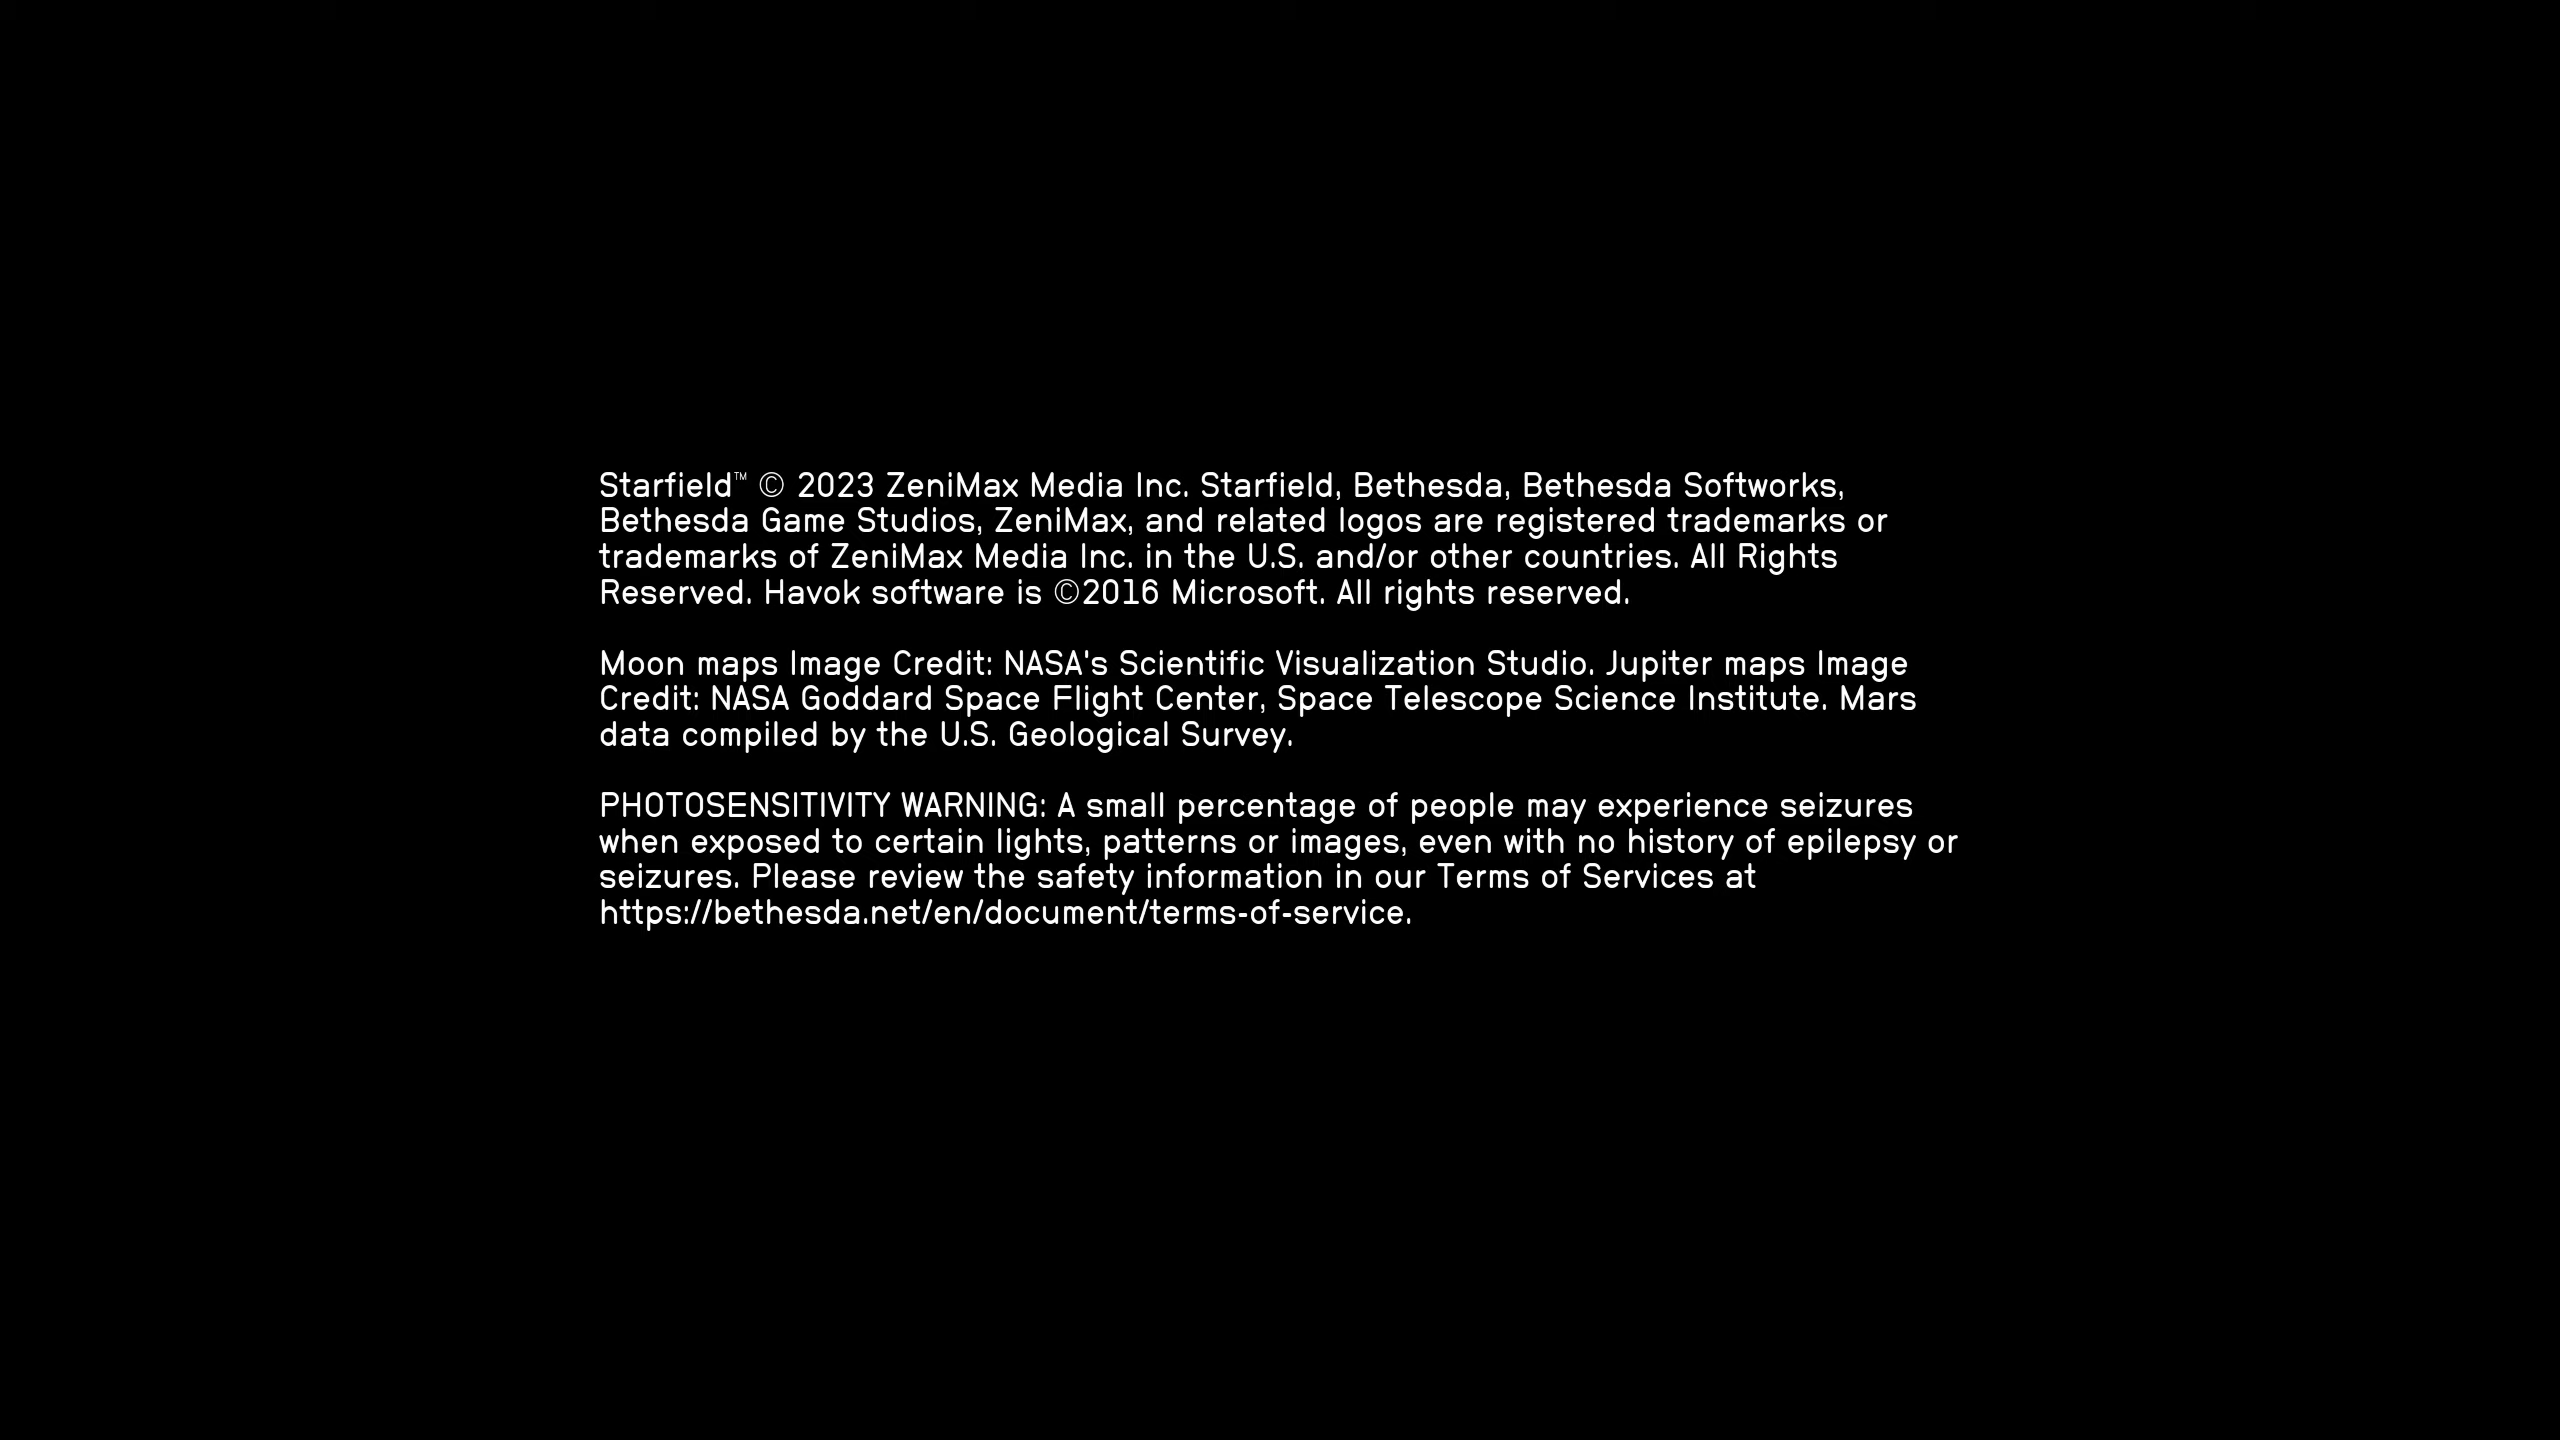 Starfield™ © 2023 ZeniMax Media Inc. Starfield, Bethesda, Bethesda Softworks,
Bethesda Game Studios, ZeniMax, and related logos are registered trademarks or
trademarks of ZeniMax Media Inc. in the U.S. and/or other countries. All Rights
Reserved. Havok software is ©2016 Microsoft. All rights reserved.
Moon maps Image Credit: NASA's Scientific Visualization Studio. Jupiter maps Image
Credit: NASA Goddard Space Flight Center, Space Telescope Science Institute. Mars
data compiled by the U.S. Geological Survey.
PHOTOSENSITIVITY WARNING: A small percentage of people may experience seizures
when exposed to certain lights, patterns or images, even with no history of epilepsy or
seizures. Please review the safety information in our Terms of Services at
https://bethesda.net/en/document/terms-of-service.